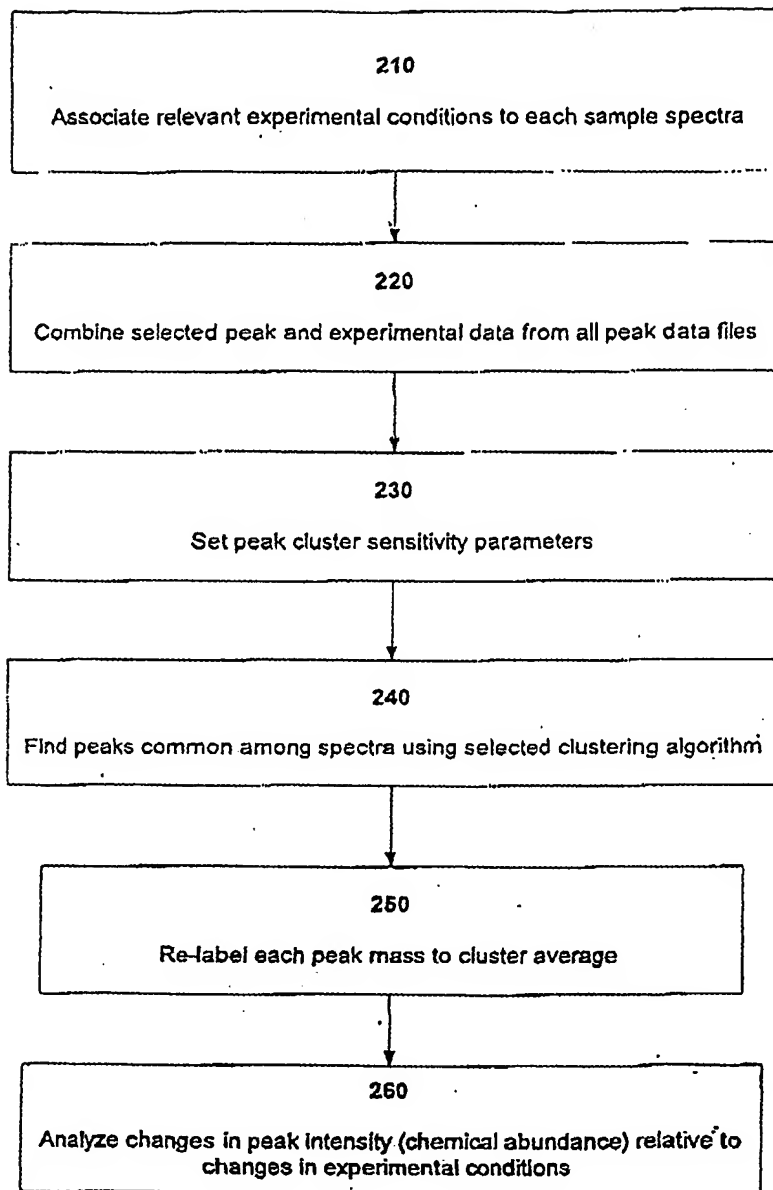 210
Associate relevant experimental conditions to each sample spectra
220
Combine selected peak and experimental data from all peak data files
230
Set peak cluster sensitivity parameters
240
Find peaks common among spectra using selected clustering algorithm
250
Re-label each peak mass to cluster average
260
Analyze changes in peak intensity (chemical abundance) relative to
changes in experimental conditions